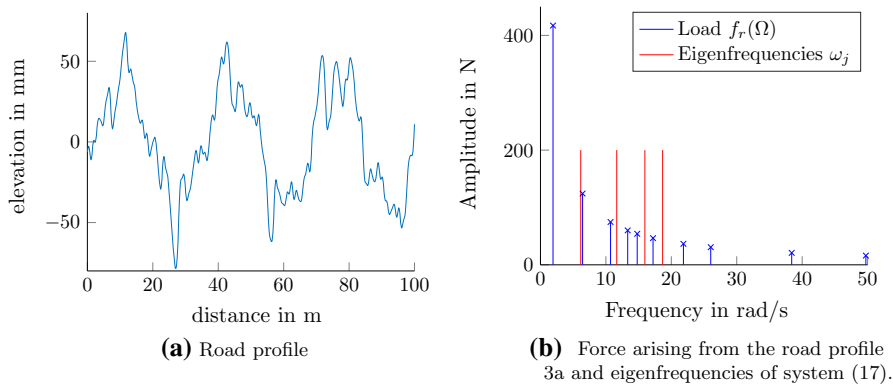 50
0
−50
0
20
40
60
80
100
elevation in mm
distance in m
(a) Road profile
400
200
0
0
10
20
30
40
50
Amplitude in N
Frequency in rad/s
Load fr(Ω)
Eigenfrequencies ωj
(b) Force arising from the road profile
3a and eigenfrequencies of system (17).